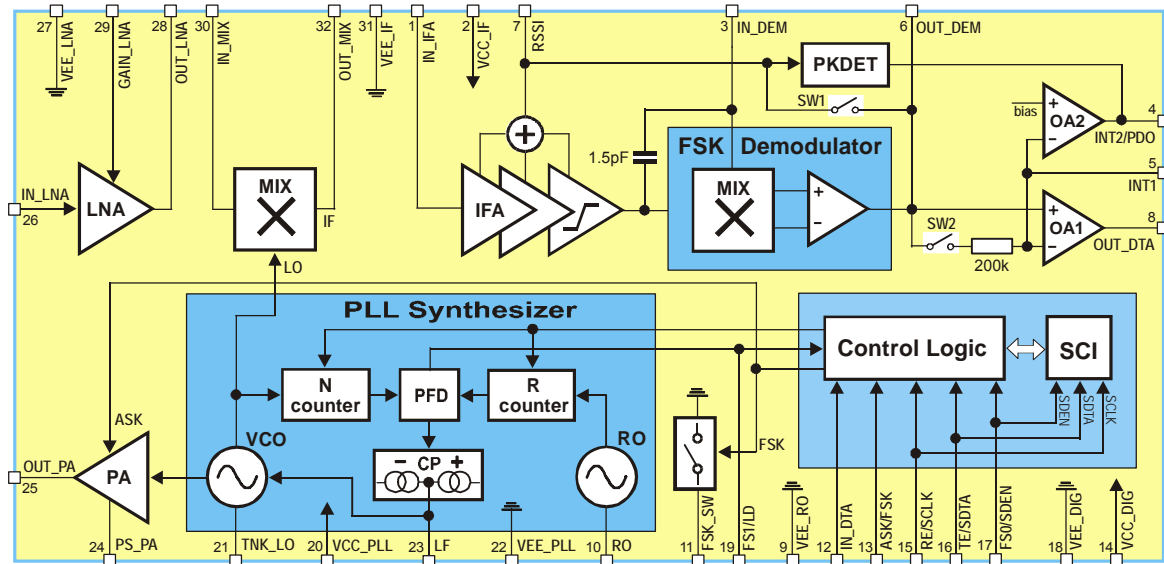 27 VEE_LNA
29 GAIN_LNA
28 OUT_LNA
30 IN_MIX
32 OUT_MIX
31 VEE_IF
1 IN_IFA
2 VCC_IF
7 RSSI
3 IN_DEM
6 OUT_DEM
PKDET
SW1
bias
+
−
OA2
4
INT2/PDO
5
INT1
1.5pF
FSK Demodulator
MIX
+
−
IN_LNA
26
LNA
MIX
IF
LO
+
IFA
SW2
200k
+
−
OA1
8
OUT_DTA
PLL Synthesizer
N counter
PFD
R counter
Control Logic
SCI
SDEN
SDTA
SCLK
ASK
FSK
VCO
RO
− CP +
OUT_PA
25
PA
24 PS_PA
21 TNK_LO
20 VCC_PLL
23 LF
22 VEE_PLL
10 RO
11 FSK_SW
19 FS1/LD
9 VEE_RO
12 IN_DTA
13 ASK/FSK
15 RE/SCLK
16 TE/SDTA
17 FS0/SDEN
18 VEE_DIG
14 VCC_DIG